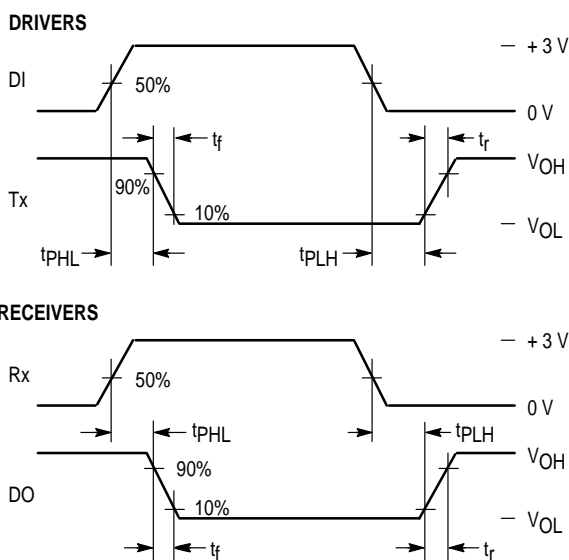 DRIVERS
+ 3 V
DI
50%
0 V
tf
tr
VOH
90%
Tx
10%
VOL
tPHL
tPLH
RECEIVERS
+ 3 V
Rx
50%
0 V
tPHL
tPLH
VOH
90%
DO
10%
VOL
tf
tr